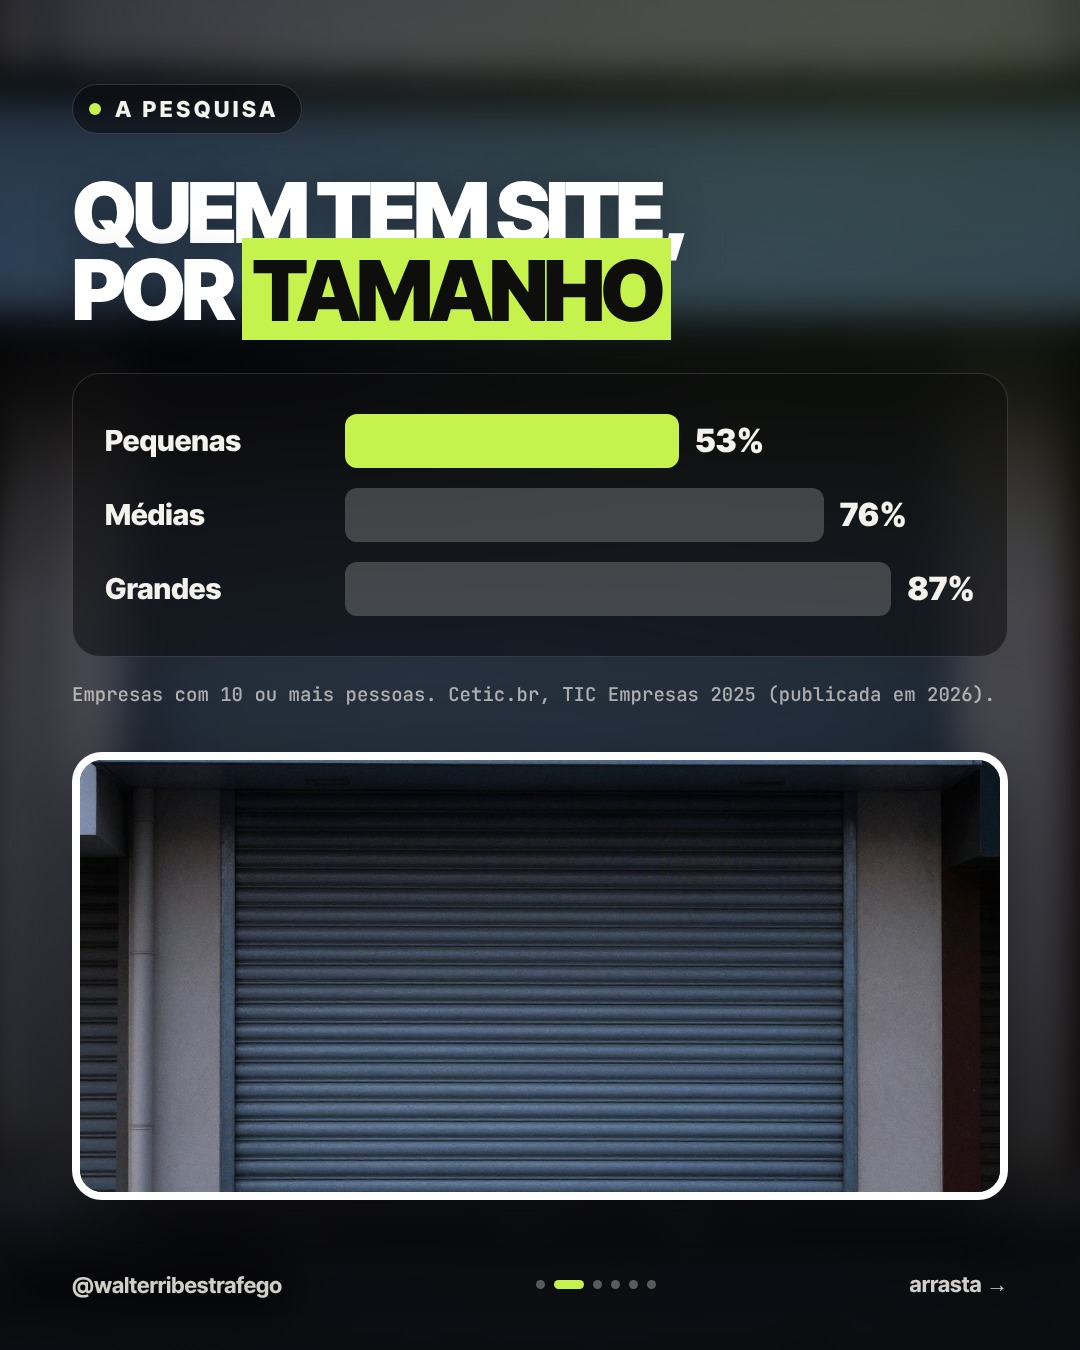 A PESQUISA
QUEM TEM SITE,
POR TAMANHO
Pequenas 53%
Médias 76%
Grandes 87%
Empresas com 10 ou mais pessoas. Cetic.br, TIC Empresas 2025 (publicada em 2026).
@walterribestrafego
arrasta →